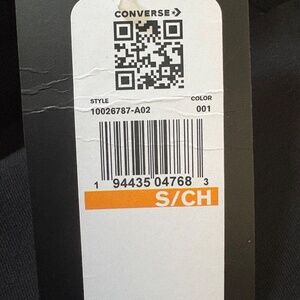 CONVERSE
STYLE COLOR
10026787-A02 001
1 94435 04768 3
S/CH